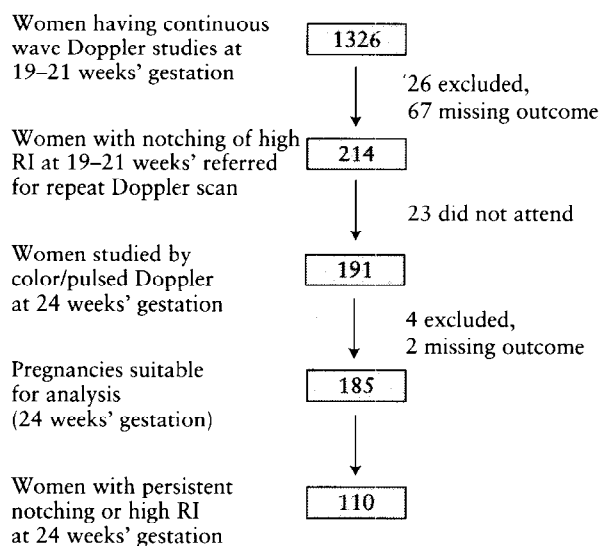 Women having continuous
wave Doppler studies at
19–21 weeks' gestation
1326
26 excluded,
67 missing outcome
Women with notching of high
RI at 19–21 weeks' referred
for repeat Doppler scan
214
23 did not attend
Women studied by
color/pulsed Doppler
at 24 weeks' gestation
191
4 excluded,
2 missing outcome
Pregnancies suitable
for analysis
(24 weeks' gestation)
185
Women with persistent
notching or high RI
at 24 weeks' gestation
110